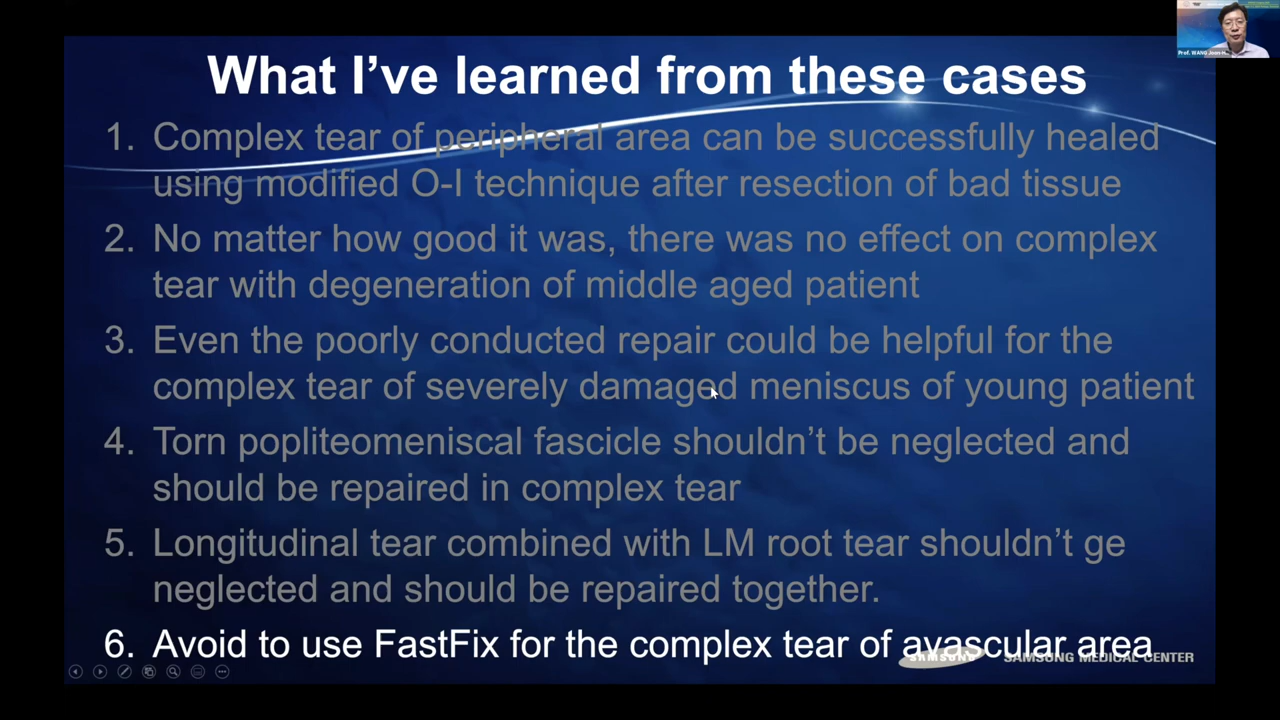 What I've learned from these cases
1. Complex tear of peripheral area can be successfully healed
using modified O-I technique after resection of bad tissue
2. No matter how good it was, there was no effect on complex
tear with degeneration of middle aged patient
3. Even the poorly conducted repair could be helpful for the
complex tear of severely damaged meniscus of young patient
4. Torn popliteomeniscal fascicle shouldn't be neglected and
should be repaired in complex tear
5. Longitudinal tear combined with LM root tear shouldn't ge
neglected and should be repaired together.
6. Avoid to use FastFix for the complex tear of avascular area
SAMSUNG SAMSUNG MEDICAL CENTER
Prof. WANG Joon